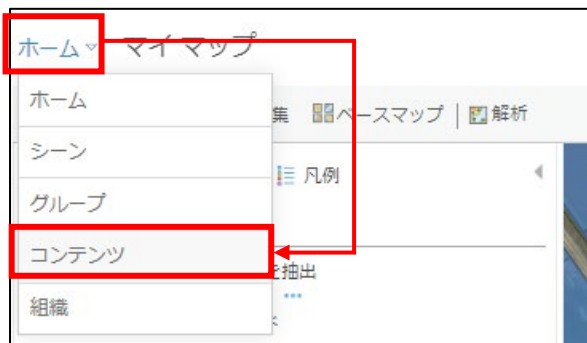 ホーム マイ マップ
ホーム
集 ベースマップ 解析
シーン
凡例
グループ
コンテンツ
を抽出
組織